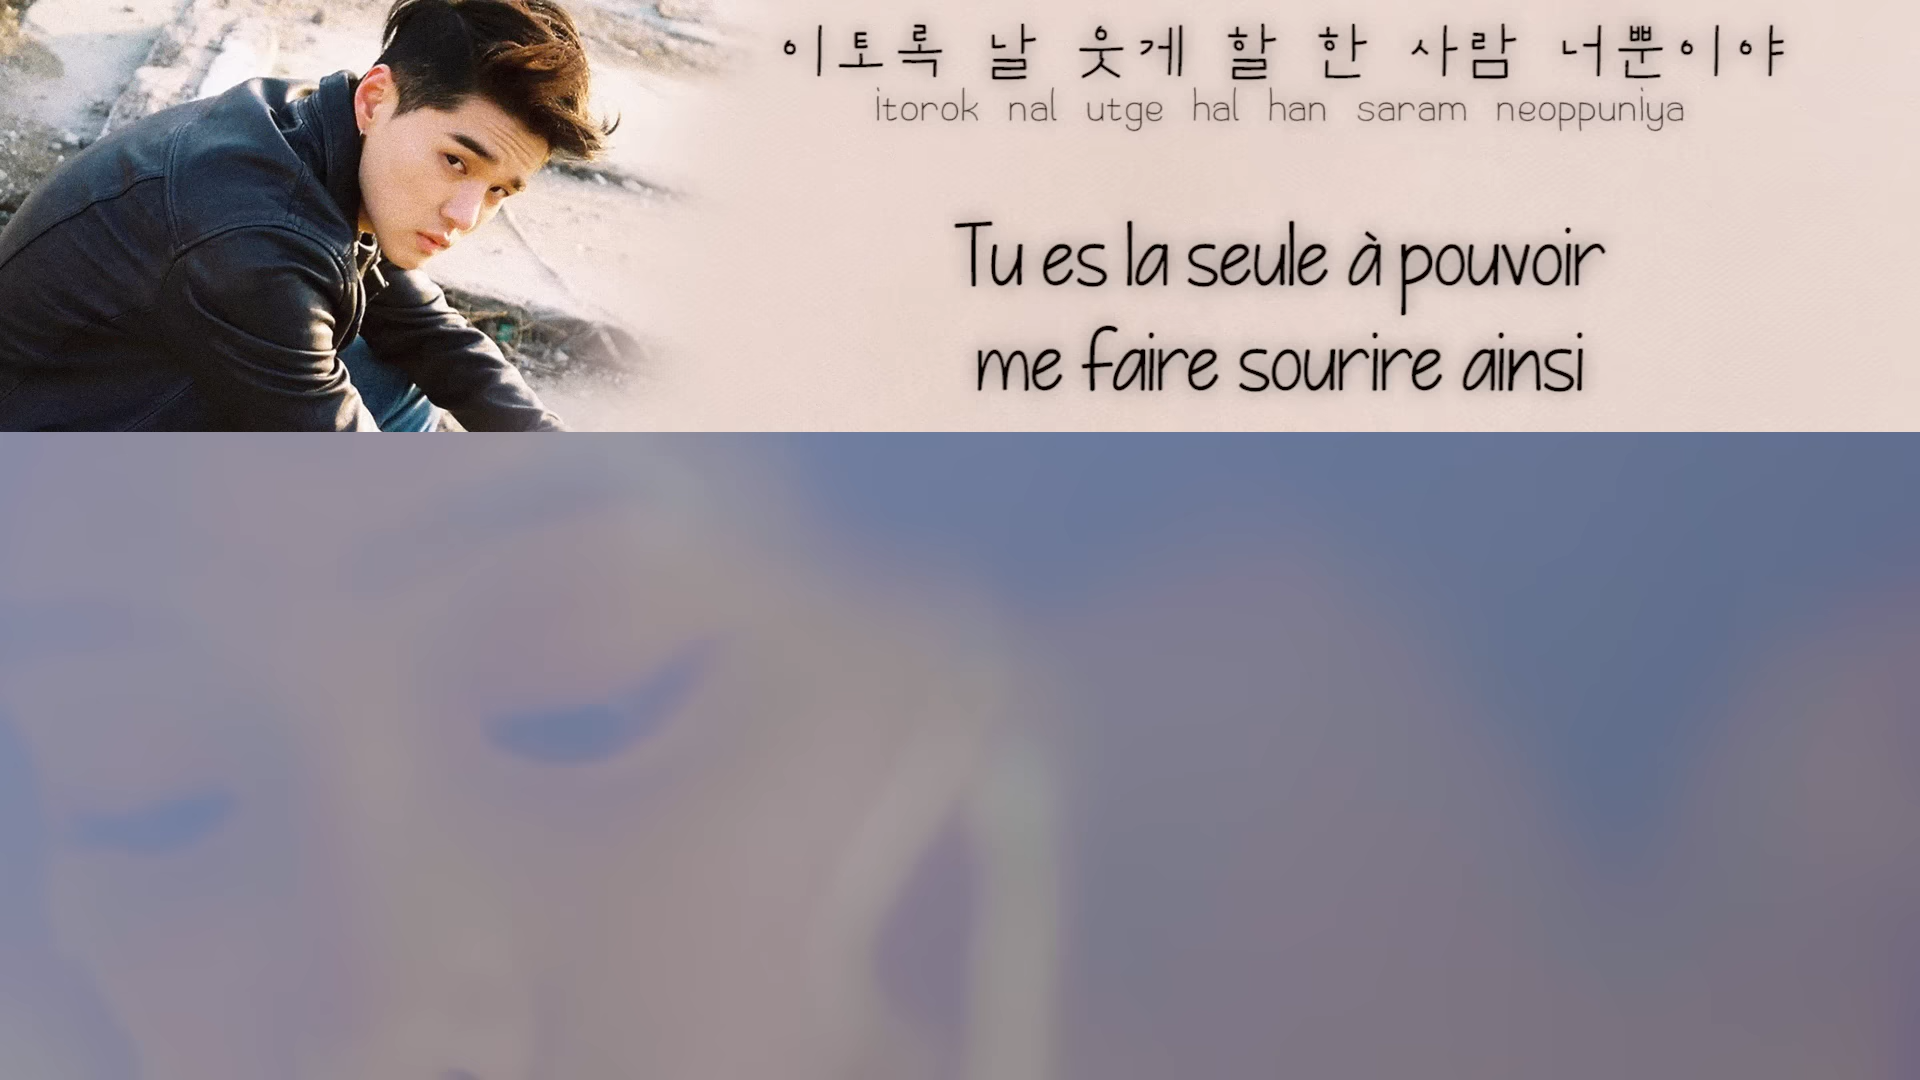 이토록 날 웃게 할 한 사람 너뿐이야
itorok nal utge hal han saram neoppuniya
Tu es la seule à pouvoir
me faire sourire ainsi